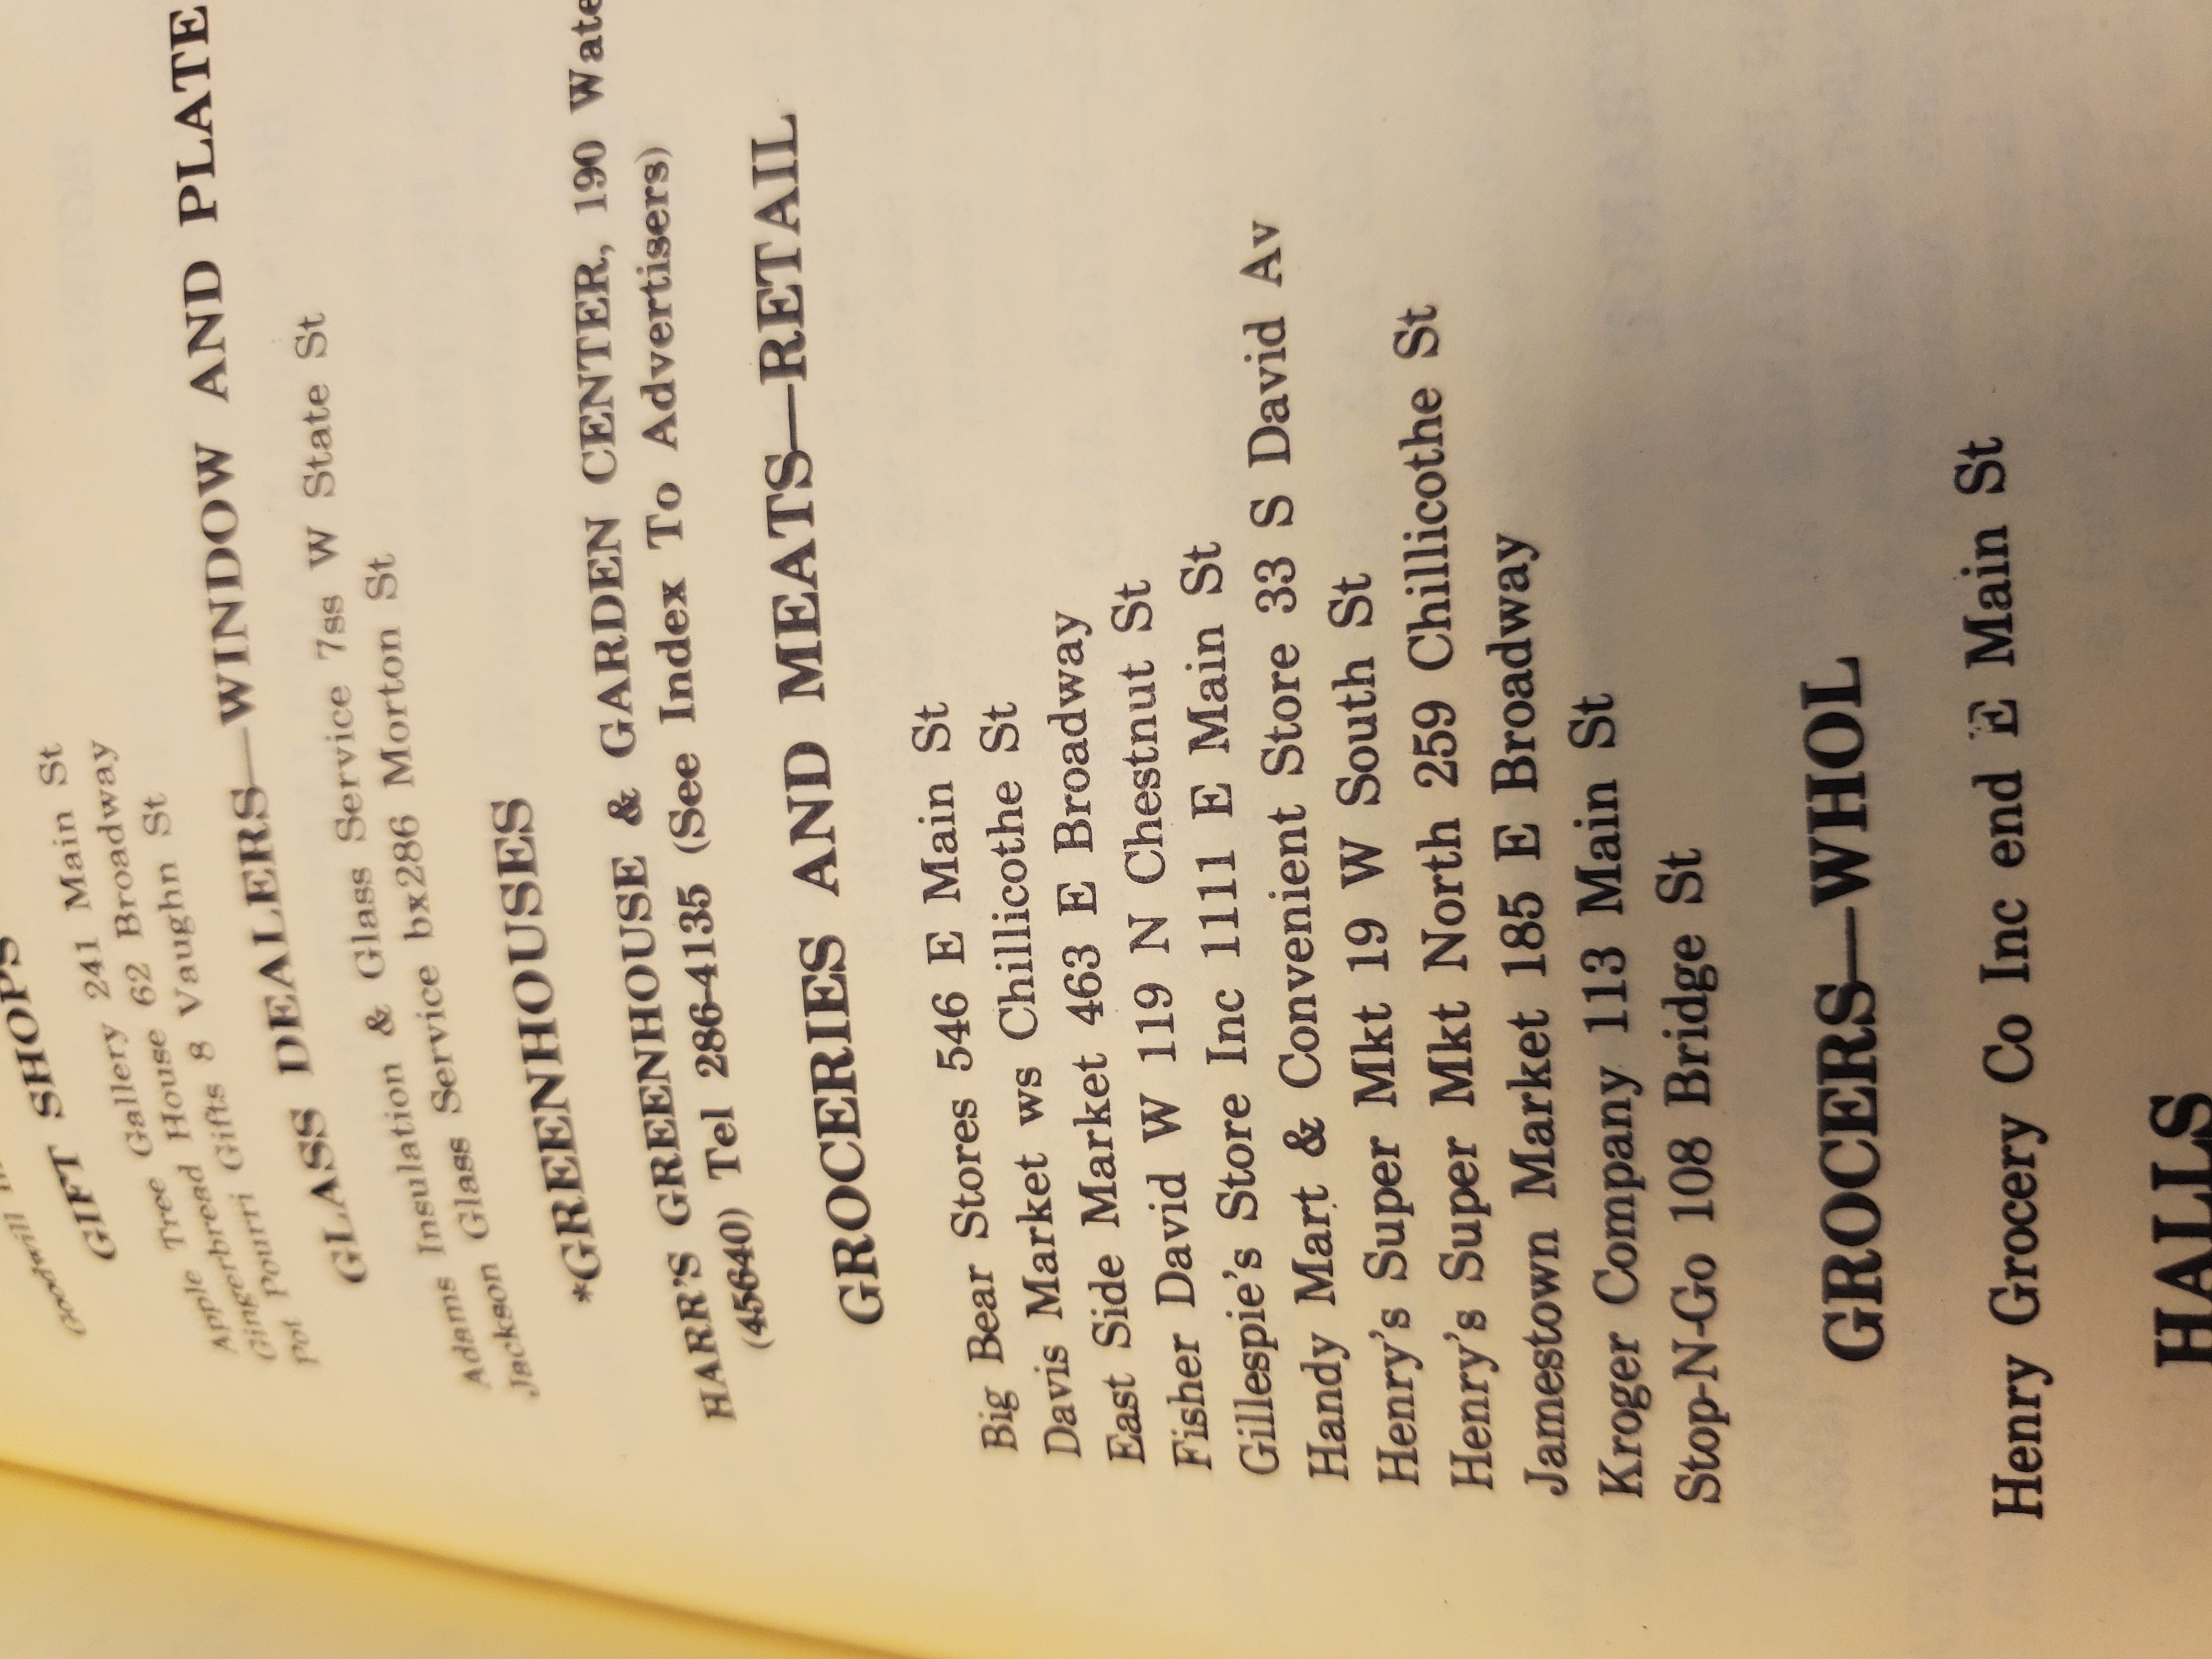 Goodwill
GIFT SHOPS
Apple Tree Gallery 241 Main St
Gingerbread House 62 Broadway
Pot Pourri Gifts 8 Vaughn St
GLASS DEALERS—WINDOW AND PLATE
Adams Insulation & Glass Service 7ss W State St
Jackson Glass Service bx286 Morton St
*GREENHOUSES
HARR'S GREENHOUSE & GARDEN CENTER, 190
(45640) Tel 286-4135 (See Index To Advertisers)
GROCERIES AND MEATS—RETAIL
Big Bear Stores 546 E Main St
Davis Market ws Chillicothe St
East Side Market 463 E Broadway
Fisher David W 119 N Chestnut St
Gillespie's Store Inc 1111 E Main St
Handy Mart & Convenient Store 33 S David Av
Henry's Super Mkt 19 W South St
Henry's Super Mkt North 259 Chillicothe St
Jamestown Market 185 E Broadway
Kroger Company 113 Main St
Stop-N-Go 108 Bridge St
GROCERS—WHOL
Henry Grocery Co Inc end E Main St
HALLS